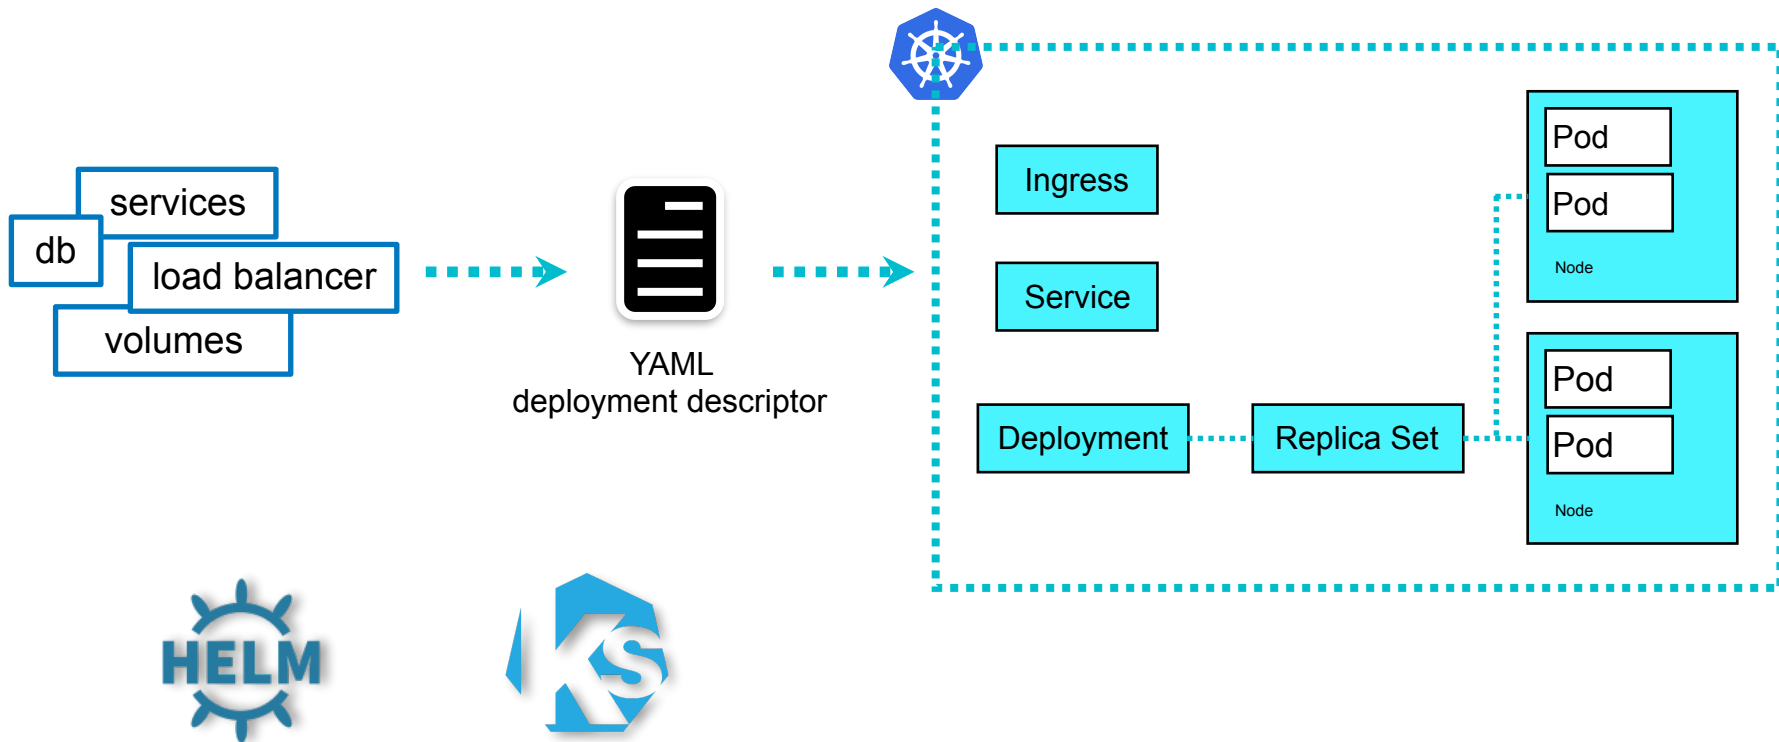 services
db
load balancer
volumes
YAML
deployment descriptor
Ingress
Service
Deployment
Replica Set
Pod
Pod
Node
Pod
Pod
Node
HELM
Ks